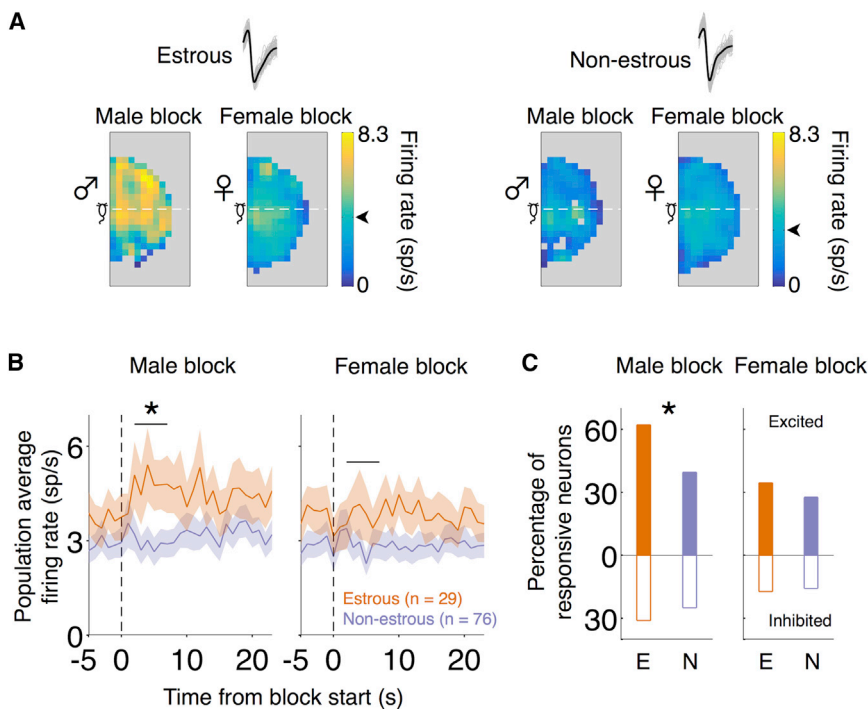 A
Estrous
Non-estrous
Male block
Female block
Male block
Female block
♂
♀
♂
♀
8.3
0
Firing rate (sp/s)
8.3
0
Firing rate (sp/s)
B
Male block
Female block
*
Population average
firing rate (sp/s)
6
3
0
-5 0 10 20
-5 0 10 20
Estrous (n = 29)
Non-estrous (n = 76)
Time from block start (s)
C
Male block
Female block
*
Percentage of
responsive neurons
60
30
0
30
Excited
Inhibited
E N
E N